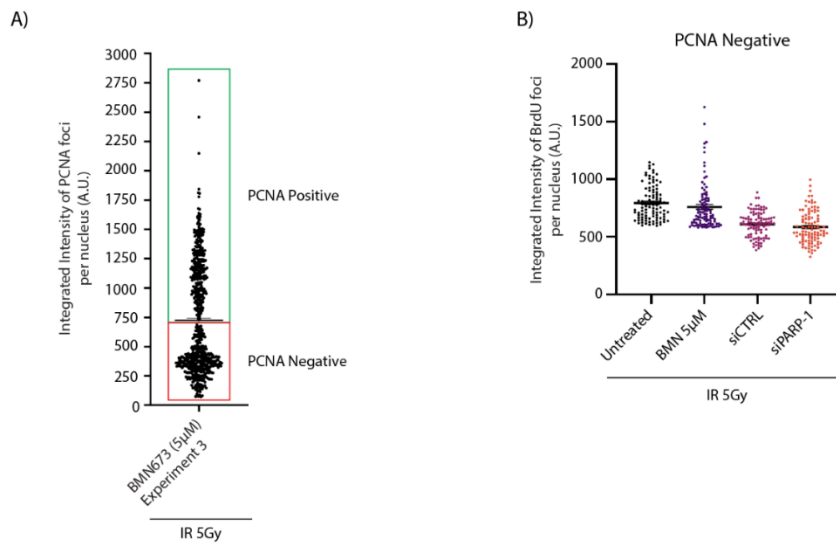 A)
Integrated Intensity of PCNA foci
per nucleus (A.U.)
3000
2750
2500
2250
2000
1750
1500
1250
1000
750
500
250
0
PCNA Positive
PCNA Negative
BMN673 (5µM)
Experiment 3
IR 5Gy
B)
PCNA Negative
Integrated Intensity of BrdU foci
per nucleus (A.U.)
2000
1500
1000
500
0
Untreated
BMN 5µM
siCTRL
siPARP-1
IR 5Gy